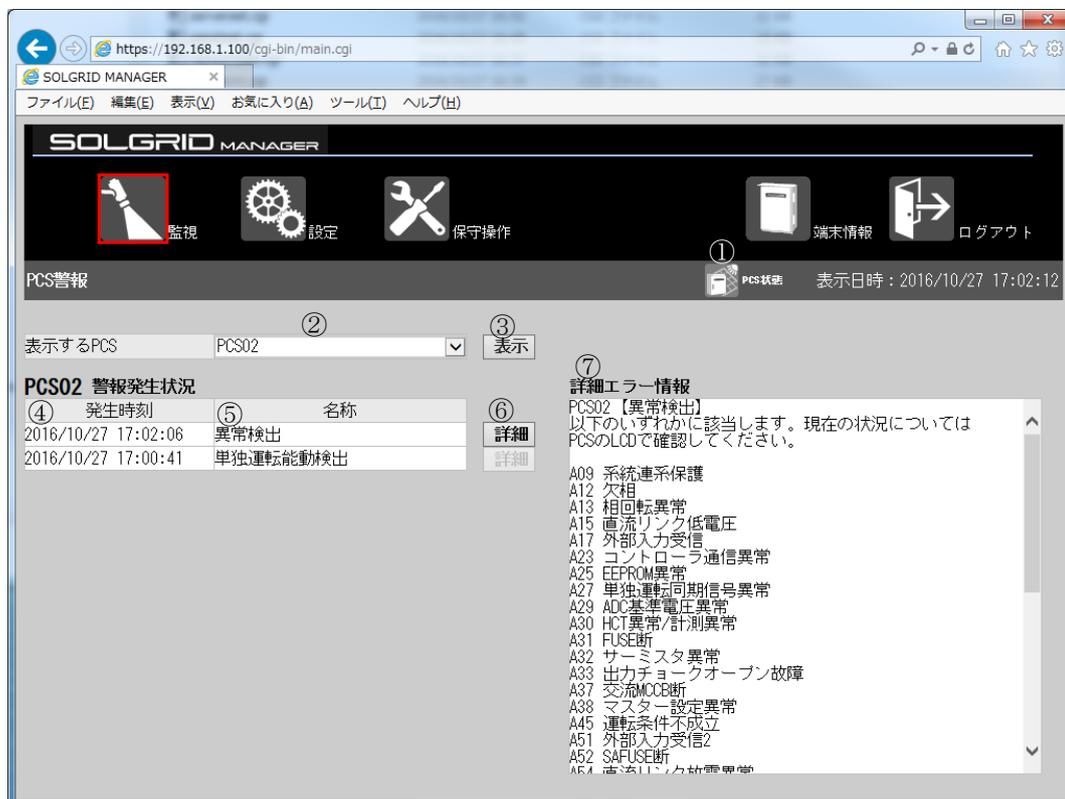 https://192.168.1.100/cgi-bin/main.cgi
SOLGRID MANAGER
ファイル(F) 編集(E) 表示(V) お気に入り(A) ツール(T) ヘルプ(H)
SOLGRID MANAGER
監視 設定 保守操作 端末情報 ログアウト
①
PCS警報 PCS状態 表示日時：2016/10/27 17:02:12
② ③
表示するPCS PCS02 表示
⑦
PCS02 警報発生状況
④ 発生時刻 ⑤ 名称 ⑥
2016/10/27 17:02:06 異常検出 詳細
2016/10/27 17:00:41 単独運転能動検出 詳細
詳細エラー情報
PCS02【異常検出】
以下のいずれかに該当します。現在の状況については
PCSのLCDで確認してください。
A09 系統連系保護
A12 欠相
A13 相回転異常
A15 直流リンク低電圧
A17 外部入力受信
A23 コントローラ通信異常
A25 EEPROM異常
A27 単独運転同期信号異常
A29 ADC基準電圧異常
A30 HCT異常/計測異常
A31 FUSE断
A32 サーミスタ異常
A33 出力チョークオープン故障
A37 交流MCCB断
A38 マスター設定異常
A45 運転条件不成立
A51 外部入力受信2
A52 SAFUSE断
A54 直流リンク放電異常